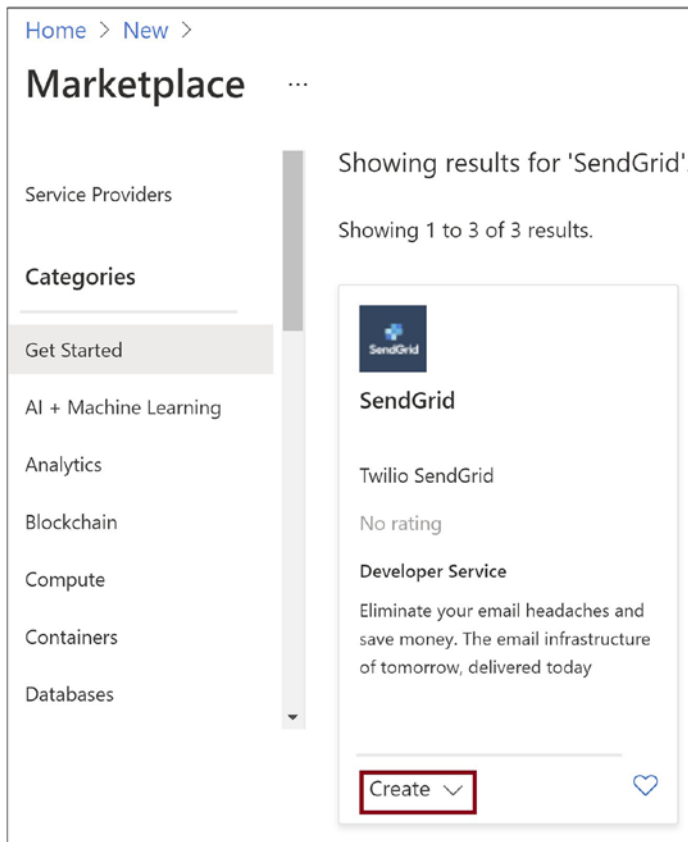 Home > New >
Marketplace ...
Service Providers
Categories
Get Started
AI + Machine Learning
Analytics
Blockchain
Compute
Containers
Databases
Showing results for 'SendGrid'.
Showing 1 to 3 of 3 results.
SendGrid
SendGrid
Twilio SendGrid
No rating
Developer Service
Eliminate your email headaches and
save money. The email infrastructure
of tomorrow, delivered today
Create